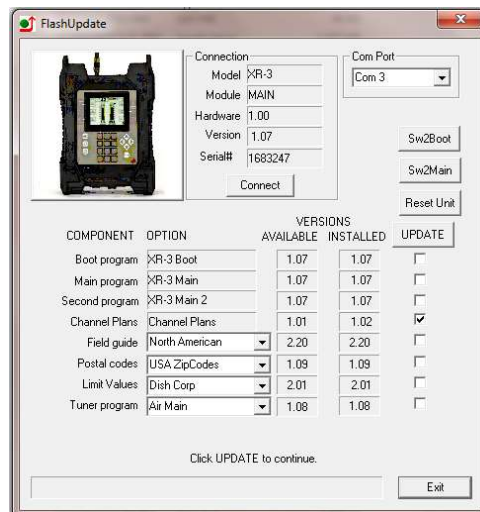 FlashUpdate
Connection
Model XR-3
Module MAIN
Hardware 1.00
Version 1.07
Serial# 1683247
Connect
Com Port
Com 3
Sw2Boot
Sw2Main
Reset Unit
VERSIONS
COMPONENT OPTION AVAILABLE INSTALLED UPDATE
Boot program XR-3 Boot 1.07 1.07
Main program XR-3 Main 1.07 1.07
Second program XR-3 Main 2 1.07 1.07
Channel Plans Channel Plans 1.01 1.02
Field guide North American 2.20 2.20
Postal codes USA ZipCodes 1.09 1.09
Limit Values Dish Corp 2.01 2.01
Tuner program Air Main 1.08 1.08
Click UPDATE to continue.
Exit